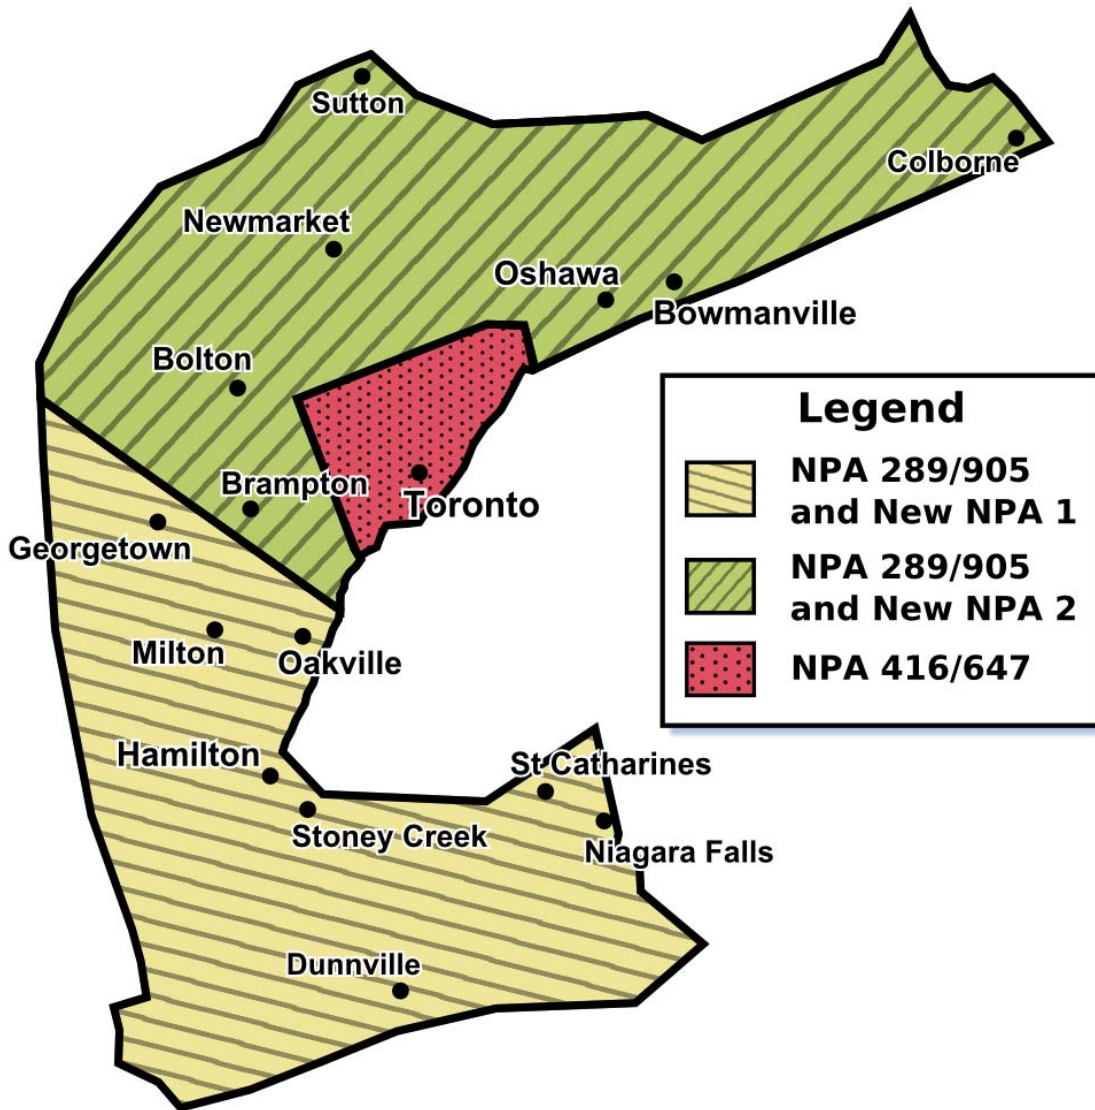 Sutton
Colborne
Newmarket
Oshawa
Bowmanville
Bolton
Legend
NPA 289/905
and New NPA 1
Brampton
Toronto
Georgetown
NPA 289/905
and New NPA 2
Milton
Oakville
NPA 416/647
Hamilton
St Catharines
Stoney Creek
Niagara Falls
Dunnville